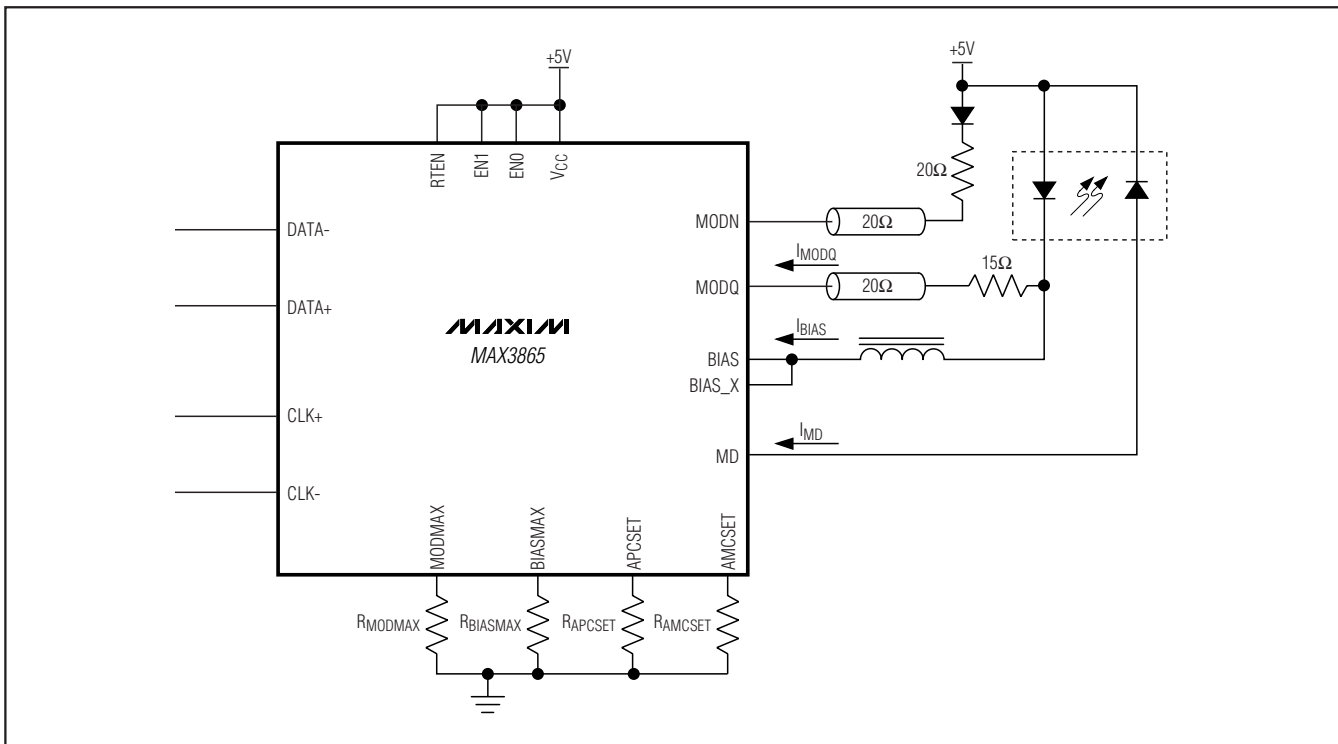 +5V
+5V
RTEN
EN1
EN0
VCC
20Ω
DATA-
MODN
20Ω
IMODQ
15Ω
DATA+
MODQ
20Ω
MAXIM
MAX3865
IBIAS
BIAS
BIAS_X
CLK+
IMD
MD
CLK-
MODMAX
BIASMAX
APCSET
AMCSET
RMODMAX
RBIASMAX
RAPCSET
RAMCSET